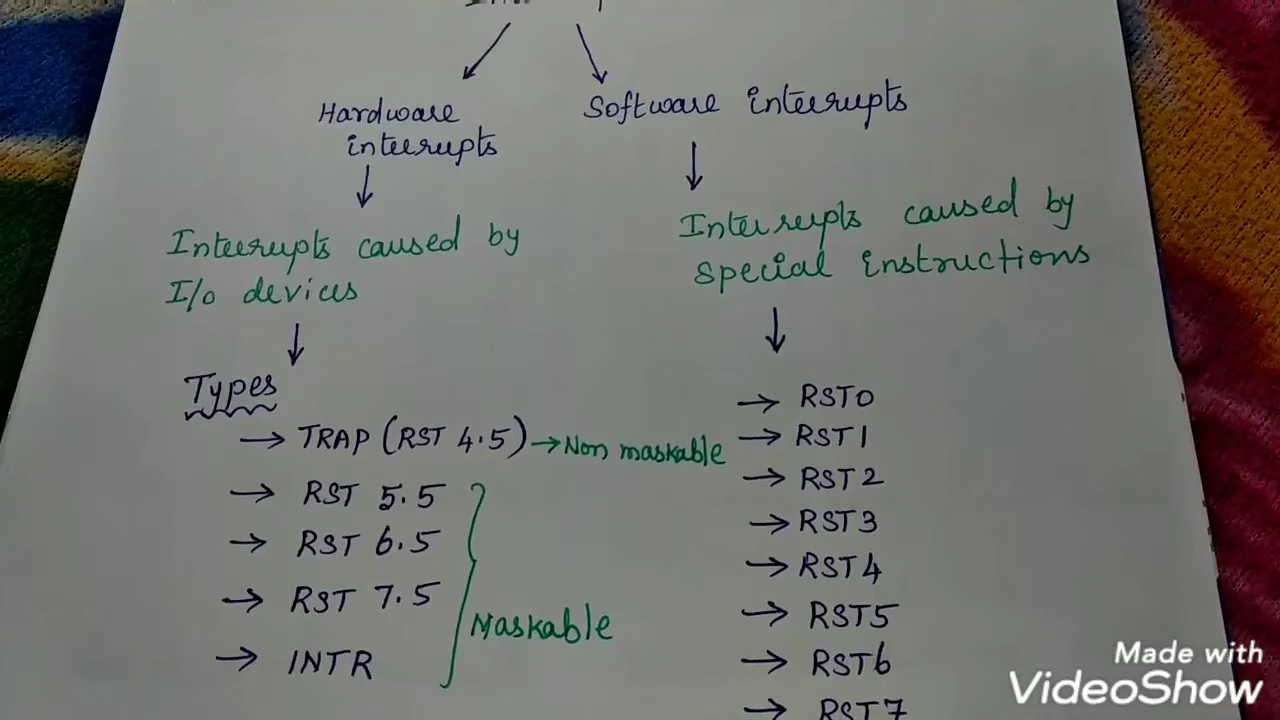 Hardware
interrupts
Software interrupts
Interrupts caused by
I/o devices
Interrupts caused by
special instructions
Types
→ TRAP (RST 4.5) → Non maskable
→ RST 5.5
→ RST 6.5
→ RST 7.5
→ INTR
Maskable
→ RST0
→ RST1
→ RST2
→ RST3
→ RST4
→ RST5
→ RST6
→ RST7
Made with
VideoShow